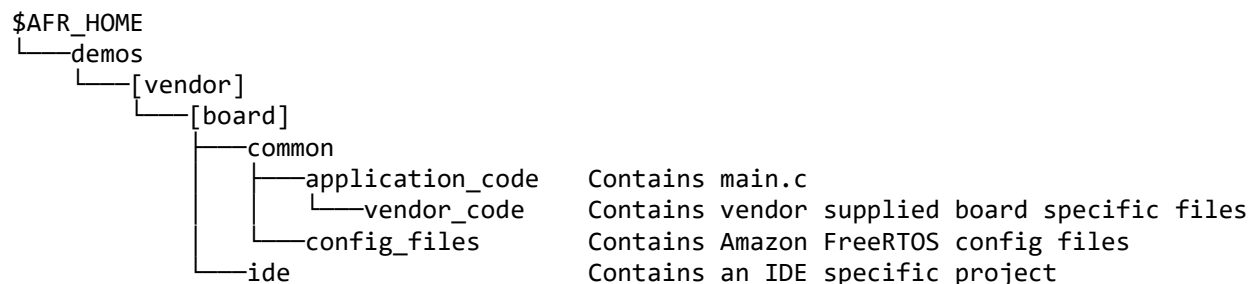 $AFR_HOME
└───demos
    └───[vendor]
        └───[board]
            ├───common
            │   ├───application_code   Contains main.c
            │   │   └───vendor_code    Contains vendor supplied board specific files
            │   └───config_files       Contains Amazon FreeRTOS config files
            └───ide                    Contains an IDE specific project